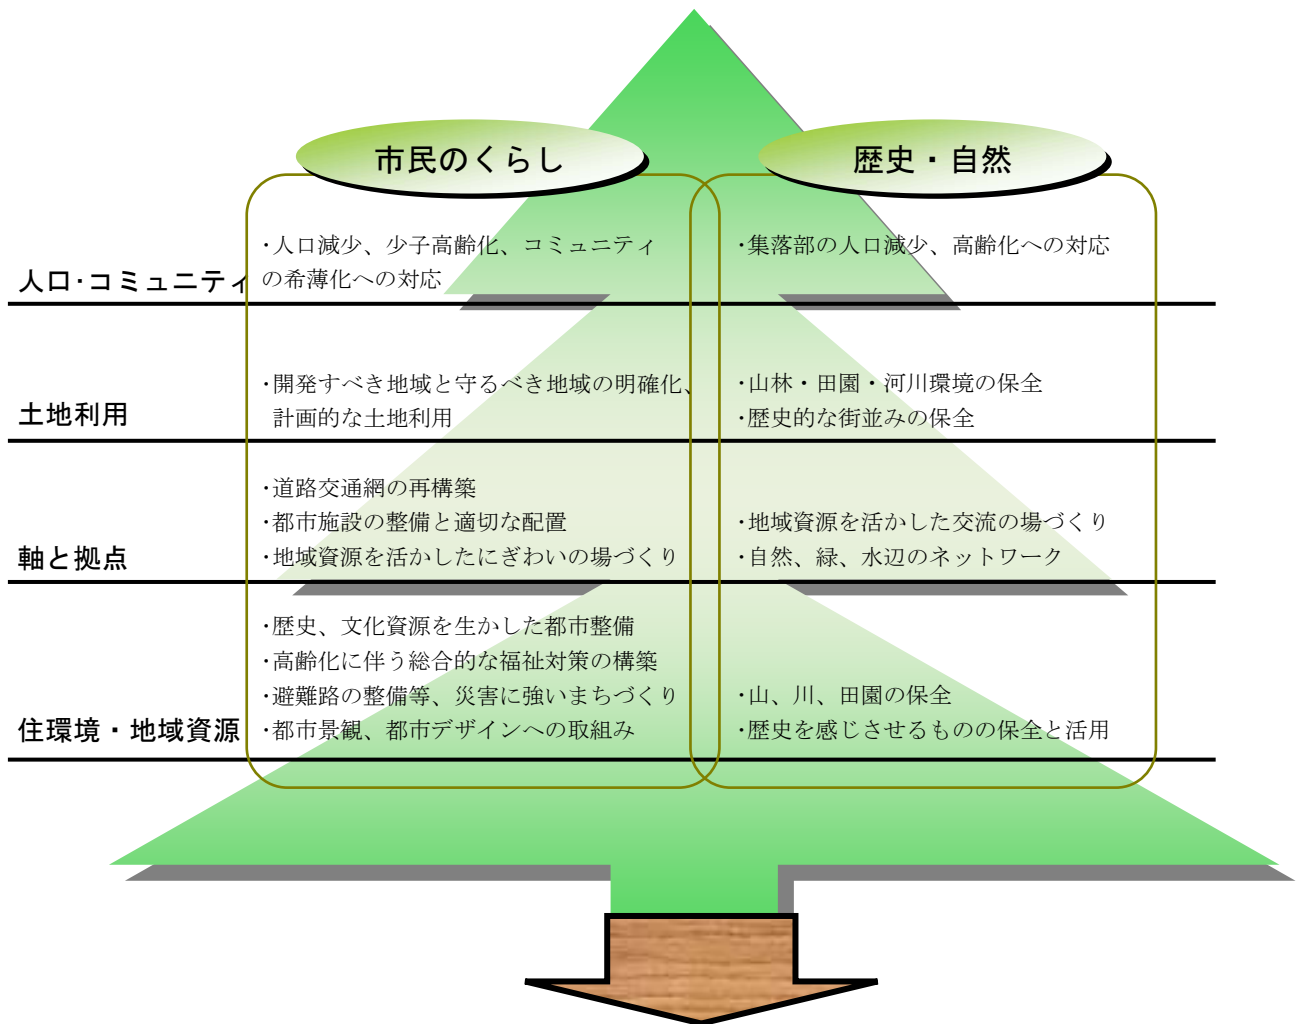 市民のくらし
歴史・自然
人口・コミュニティ
・人口減少、少子高齢化、コミュニティ
の希薄化への対応
・集落部の人口減少、高齢化への対応
土地利用
・開発すべき地域と守るべき地域の明確化、
計画的な土地利用
・山林・田園・河川環境の保全
・歴史的な街並みの保全
軸と拠点
・道路交通網の再構築
・都市施設の整備と適切な配置
・地域資源を活かしたにぎわいの場づくり
・地域資源を活かした交流の場づくり
・自然、緑、水辺のネットワーク
住環境・地域資源
・歴史、文化資源を生かした都市整備
・高齢化に伴う総合的な福祉対策の構築
・避難路の整備等、災害に強いまちづくり
・都市景観、都市デザインへの取組み
・山、川、田園の保全
・歴史を感じさせるものの保全と活用